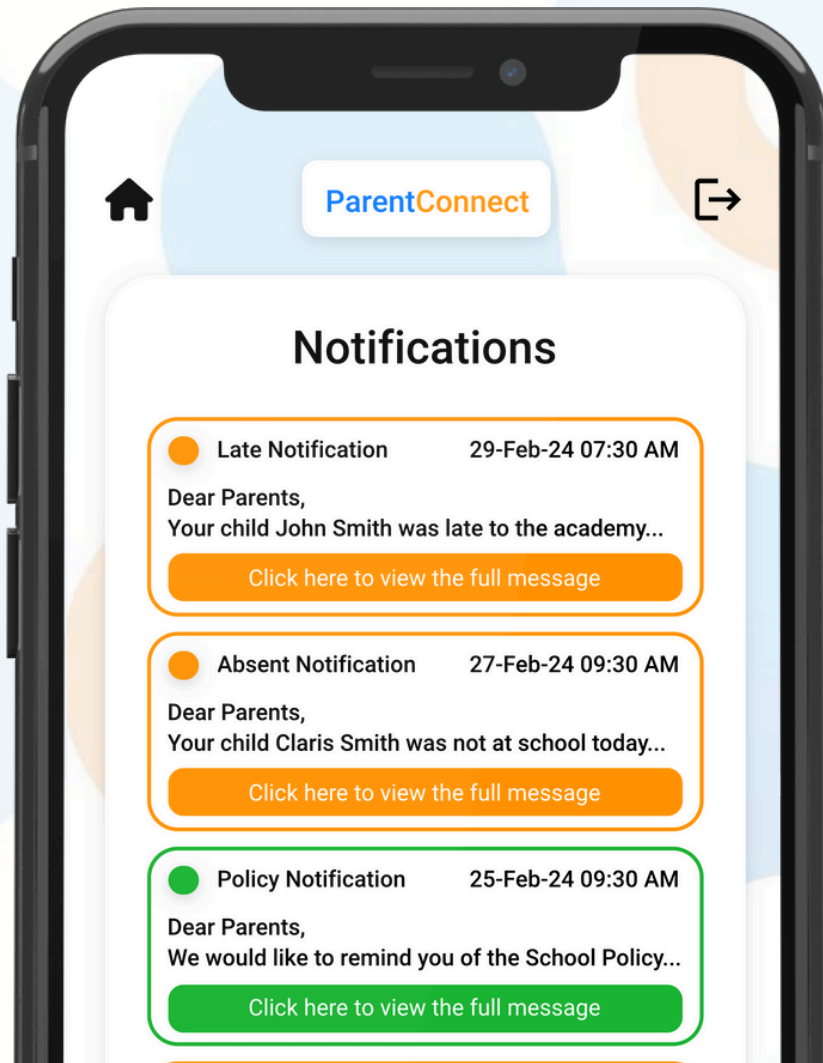 ParentConnect
Notifications
Late Notification 29-Feb-24 07:30 AM
Dear Parents,
Your child John Smith was late to the academy...
Click here to view the full message
Absent Notification 27-Feb-24 09:30 AM
Dear Parents,
Your child Claris Smith was not at school today...
Click here to view the full message
Policy Notification 25-Feb-24 09:30 AM
Dear Parents,
We would like to remind you of the School Policy...
Click here to view the full message